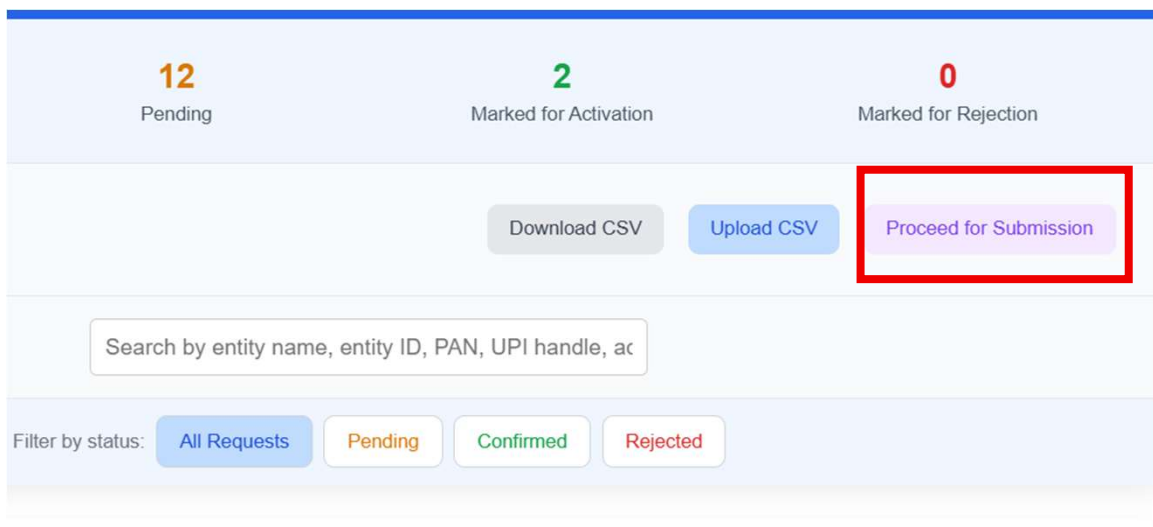 12
Pending
2
Marked for Activation
0
Marked for Rejection
Download CSV
Upload CSV
Proceed for Submission
Search by entity name, entity ID, PAN, UPI handle, ac
Filter by status:
All Requests
Pending
Confirmed
Rejected